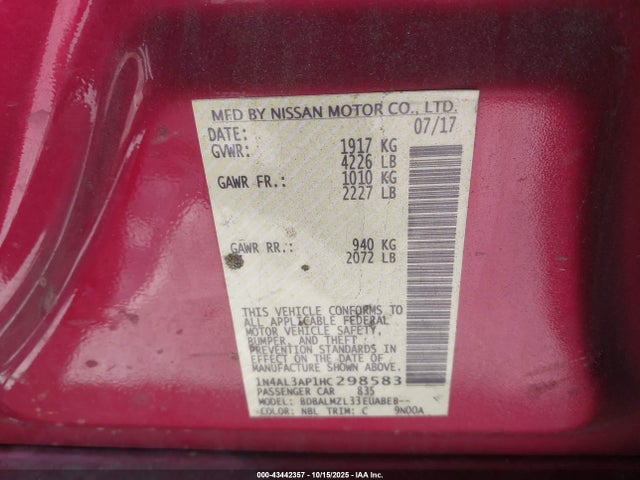 MFD BY NISSAN MOTOR CO., LTD.
DATE: 07/17
GVWR: 1917 KG
4226 LB
GAWR FR.: 1010 KG
2227 LB
GAWR RR.: 940 KG
2072 LB
THIS VEHICLE CONFORMS TO
ALL APPLICABLE FEDERAL
MOTOR VEHICLE SAFETY,
BUMPER, AND THEFT
PREVENTION STANDARDS IN
EFFECT ON THE DATE OF
MANUFACTURE SHOWN ABOVE.
1N4AL3AP1HC298583
PASSENGER CAR 835
MODEL: BDBALMZL33EUABEB--
COLOR: NBL TRIM: C 9N00A
000-43442357 - 10/15/2025 - IAAI.com